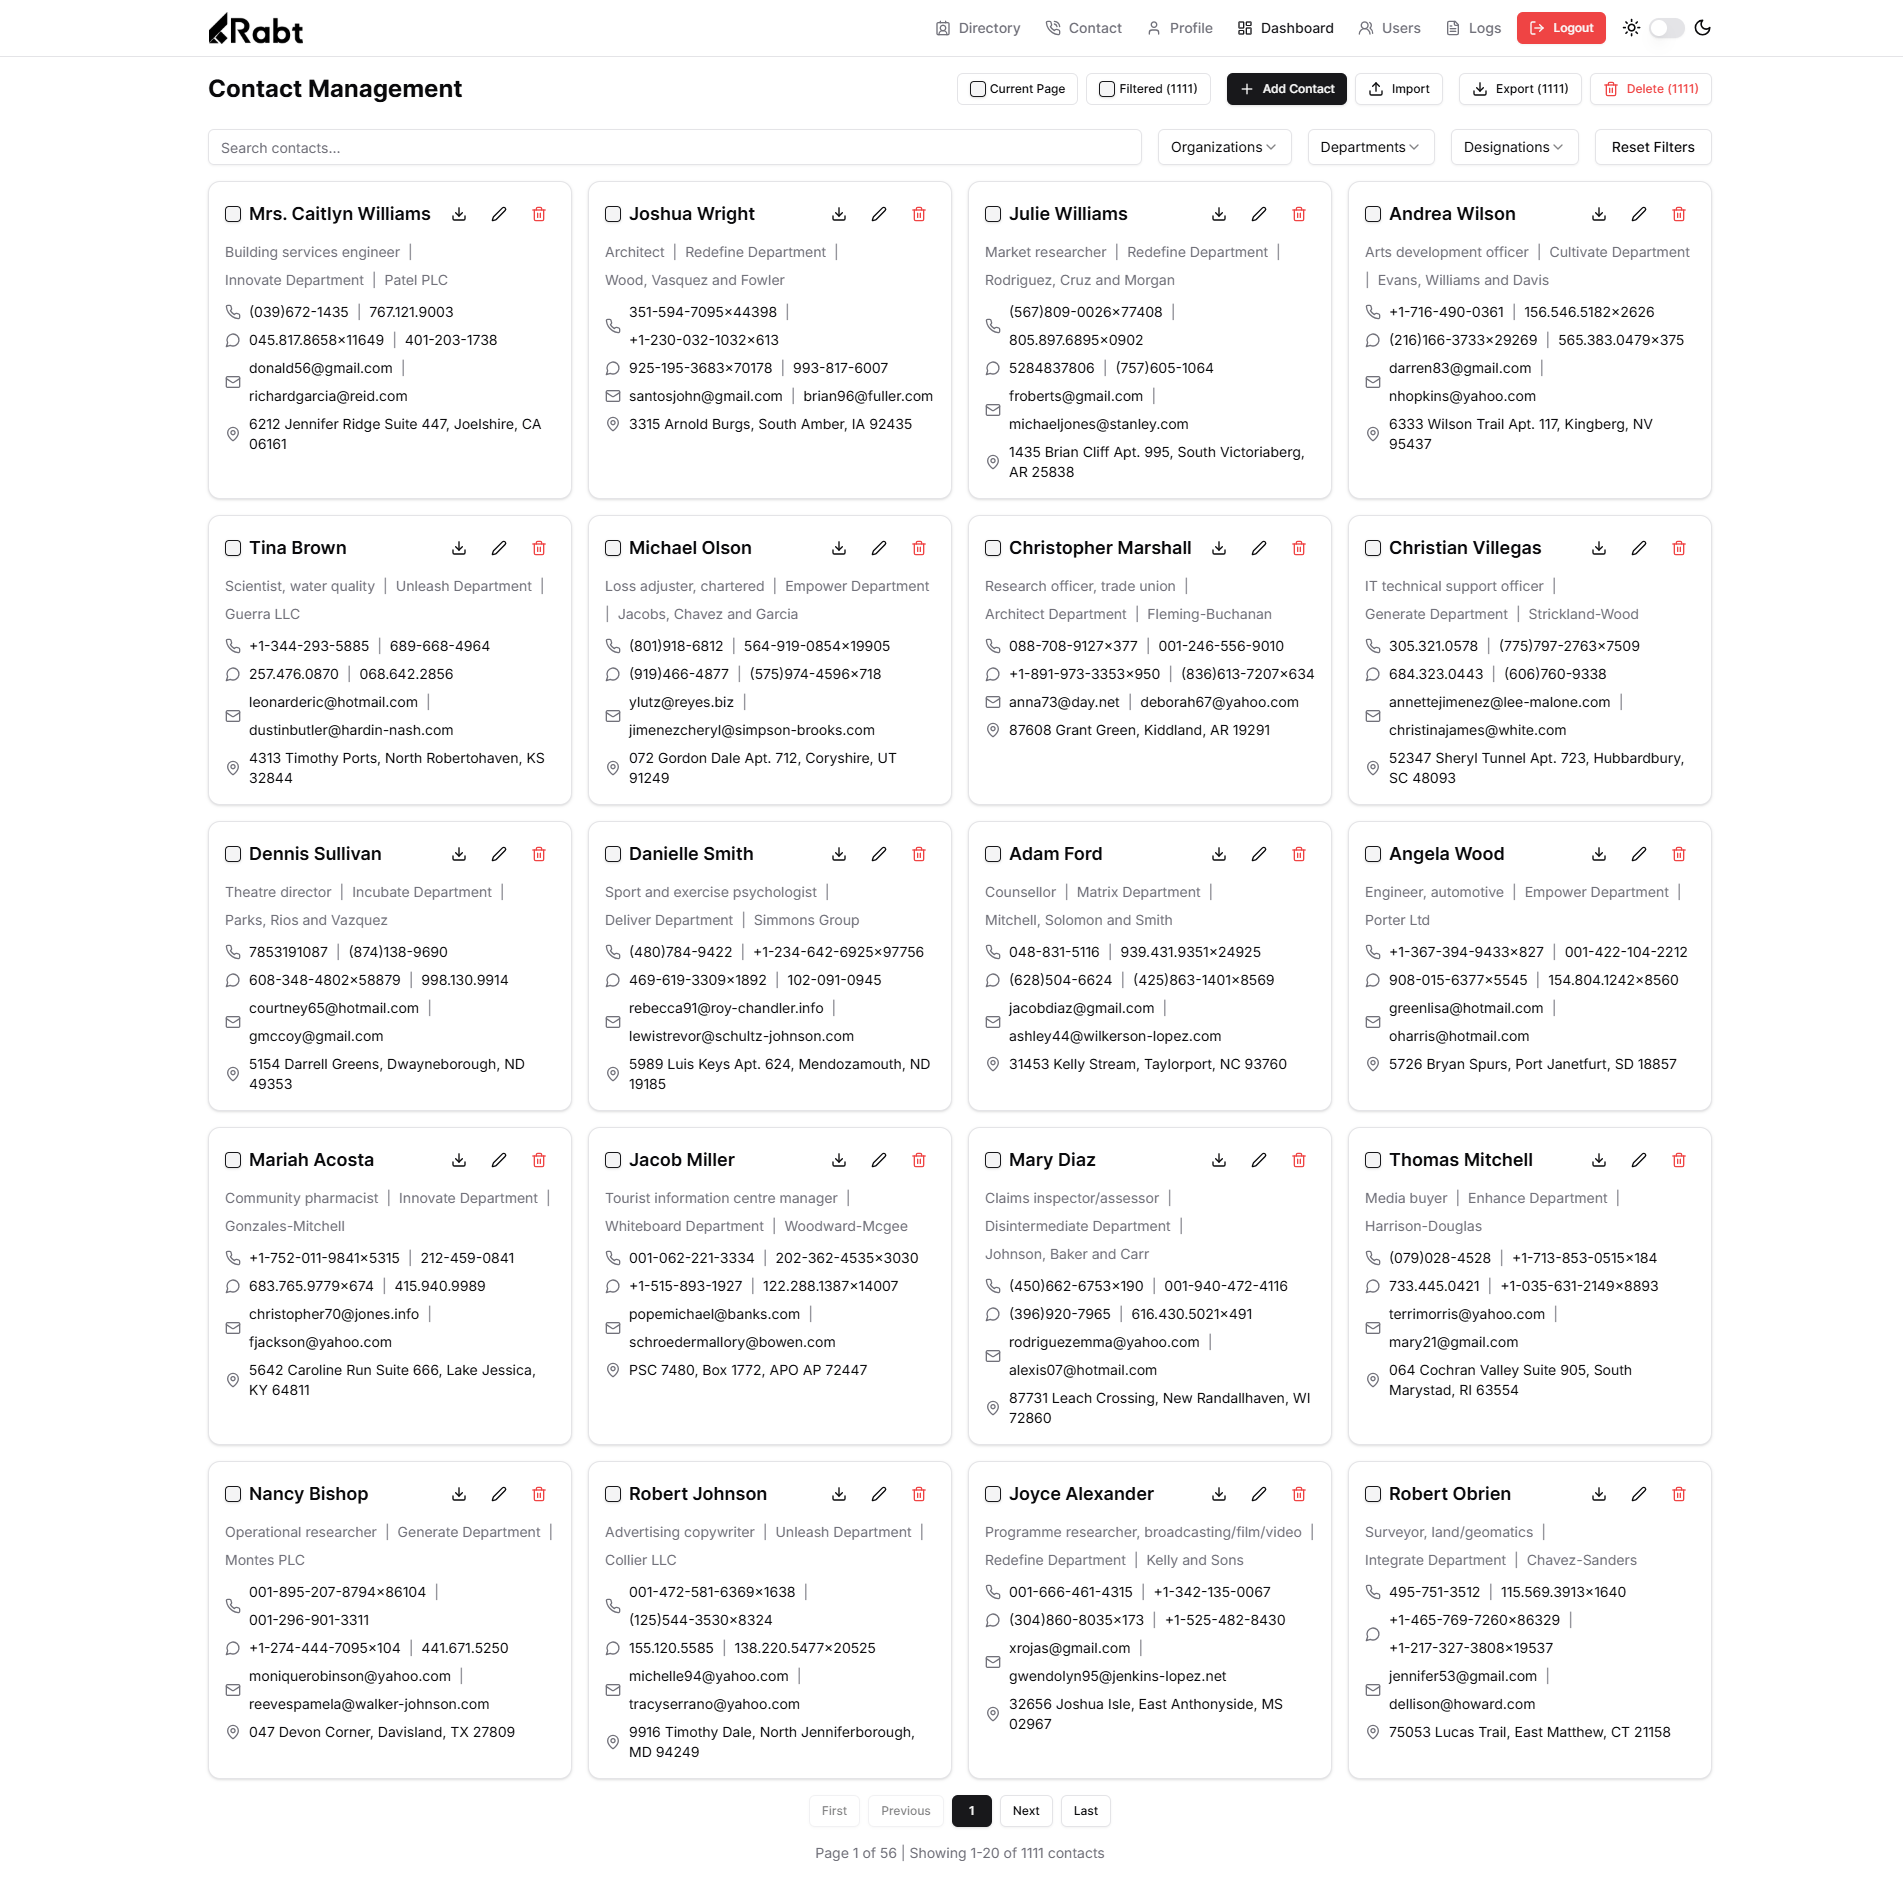 Rabt
Directory Contact Profile Dashboard Users Logs Logout
Contact Management
Current Page Filtered (1111) Add Contact Import Export (1111) Delete (1111)
Search contacts... Organizations Departments Designations Reset Filters
Mrs. Caitlyn Williams
Building services engineer |
Innovate Department | Patel PLC
(039)672-1435 | 767.121.9003
045.817.8658x11649 | 401-203-1738
donald56@gmail.com |
richardgarcia@reid.com
6212 Jennifer Ridge Suite 447, Joelshire, CA
06161
Joshua Wright
Architect | Redefine Department |
Wood, Vasquez and Fowler
351-594-7095x44398 |
+1-230-032-1032x613
925-195-3683x70178 | 993-817-6007
santosjohn@gmail.com | brian96@fuller.com
3315 Arnold Burgs, South Amber, IA 92435
Julie Williams
Market researcher | Redefine Department |
Rodriguez, Cruz and Morgan
(567)809-0026x77408 |
805.897.6895x0902
5284837806 | (757)605-1064
froberts@gmail.com |
michaeljones@stanley.com
1435 Brian Cliff Apt. 995, South Victoriaberg,
AR 25838
Andrea Wilson
Arts development officer | Cultivate Department
| Evans, Williams and Davis
+1-716-490-0361 | 156.546.5182x2626
(216)166-3733x29269 | 565.383.0479x375
darren83@gmail.com |
nhopkins@yahoo.com
6333 Wilson Trail Apt. 117, Kingberg, NV
95437
Tina Brown
Scientist, water quality | Unleash Department |
Guerra LLC
+1-344-293-5885 | 689-668-4964
257.476.0870 | 068.642.2856
leonarderic@hotmail.com |
dustinbutler@hardin-nash.com
4313 Timothy Ports, North Robertohaven, KS
32844
Michael Olson
Loss adjuster, chartered | Empower Department
| Jacobs, Chavez and Garcia
(801)918-6812 | 564-919-0854x19905
(919)466-4877 | (575)974-4596x718
ylutz@reyes.biz |
jimenezcheryl@simpson-brooks.com
072 Gordon Dale Apt. 712, Coryshire, UT
91249
Christopher Marshall
Research officer, trade union |
Architect Department | Fleming-Buchanan
088-708-9127x377 | 001-246-556-9010
+1-891-973-3353x950 | (836)613-7207x634
anna73@day.net | deborah67@yahoo.com
87608 Grant Green, Kiddland, AR 19291
Christian Villegas
IT technical support officer |
Generate Department | Strickland-Wood
305.321.0578 | (775)797-2763x7509
684.323.0443 | (606)760-9338
annettejimenez@lee-malone.com |
christinajames@white.com
52347 Sheryl Tunnel Apt. 723, Hubbardbury,
SC 48093
Dennis Sullivan
Theatre director | Incubate Department |
Parks, Rios and Vazquez
7853191087 | (874)138-9690
608-348-4802x58879 | 998.130.9914
courtney65@hotmail.com |
gmccoy@gmail.com
5154 Darrell Greens, Dwayneborough, ND
49353
Danielle Smith
Sport and exercise psychologist |
Deliver Department | Simmons Group
(480)784-9422 | +1-234-642-6925x97756
469-619-3309x1892 | 102-091-0945
rebecca91@roy-chandler.info |
lewistrevor@schultz-johnson.com
5989 Luis Keys Apt. 624, Mendozamouth, ND
19185
Adam Ford
Counsellor | Matrix Department |
Mitchell, Solomon and Smith
048-831-5116 | 939.431.9351x24925
(628)504-6624 | (425)863-1401x8569
jacobdiaz@gmail.com |
ashley44@wilkerson-lopez.com
31453 Kelly Stream, Taylorport, NC 93760
Angela Wood
Engineer, automotive | Empower Department |
Porter Ltd
+1-367-394-9433x827 | 001-422-104-2212
908-015-6377x5545 | 154.804.1242x8560
greenlisa@hotmail.com |
oharris@hotmail.com
5726 Bryan Spurs, Port Janetfurt, SD 18857
Mariah Acosta
Community pharmacist | Innovate Department |
Gonzales-Mitchell
+1-752-011-9841x5315 | 212-459-0841
683.765.9779x674 | 415.940.9989
christopher70@jones.info |
fjackson@yahoo.com
5642 Caroline Run Suite 666, Lake Jessica,
KY 64811
Jacob Miller
Tourist information centre manager |
Whiteboard Department | Woodward-Mcgee
001-062-221-3334 | 202-362-4535x3030
+1-515-893-1927 | 122.288.1387x14007
popemichael@banks.com |
schroedermallory@bowen.com
PSC 7480, Box 1772, APO AP 72447
Mary Diaz
Claims inspector/assessor |
Disintermediate Department |
Johnson, Baker and Carr
(450)662-6753x190 | 001-940-472-4116
(396)920-7965 | 616.430.5021x491
rodriguezemma@yahoo.com |
alexis07@hotmail.com
87731 Leach Crossing, New Randallhaven, WI
72860
Thomas Mitchell
Media buyer | Enhance Department |
Harrison-Douglas
(079)028-4528 | +1-713-853-0515x184
733.445.0421 | +1-035-631-2149x8893
terrimorris@yahoo.com |
mary21@gmail.com
064 Cochran Valley Suite 905, South
Marystad, RI 63554
Nancy Bishop
Operational researcher | Generate Department |
Montes PLC
001-895-207-8794x86104 |
001-296-901-3311
+1-274-444-7095x104 | 441.671.5250
moniquerobinson@yahoo.com |
reevespamela@walker-johnson.com
047 Devon Corner, Davisland, TX 27809
Robert Johnson
Advertising copywriter | Unleash Department |
Collier LLC
001-472-581-6369x1638 |
(125)544-3530x8324
155.120.5585 | 138.220.5477x20525
michelle94@yahoo.com |
tracyserrano@yahoo.com
9916 Timothy Dale, North Jenniferborough,
MD 94249
Joyce Alexander
Programme researcher, broadcasting/film/video |
Redefine Department | Kelly and Sons
001-666-461-4315 | +1-342-135-0067
(304)860-8035x173 | +1-525-482-8430
xrojas@gmail.com |
gwendolyn95@jenkins-lopez.net
32656 Joshua Isle, East Anthonyside, MS
02967
Robert Obrien
Surveyor, land/geomatics |
Integrate Department | Chavez-Sanders
495-751-3512 | 115.569.3913x1640
+1-465-769-7260x86329 |
+1-217-327-3808x19537
jennifer53@gmail.com |
dellison@howard.com
75053 Lucas Trail, East Matthew, CT 21158
First Previous 1 Next Last
Page 1 of 56 | Showing 1-20 of 1111 contacts